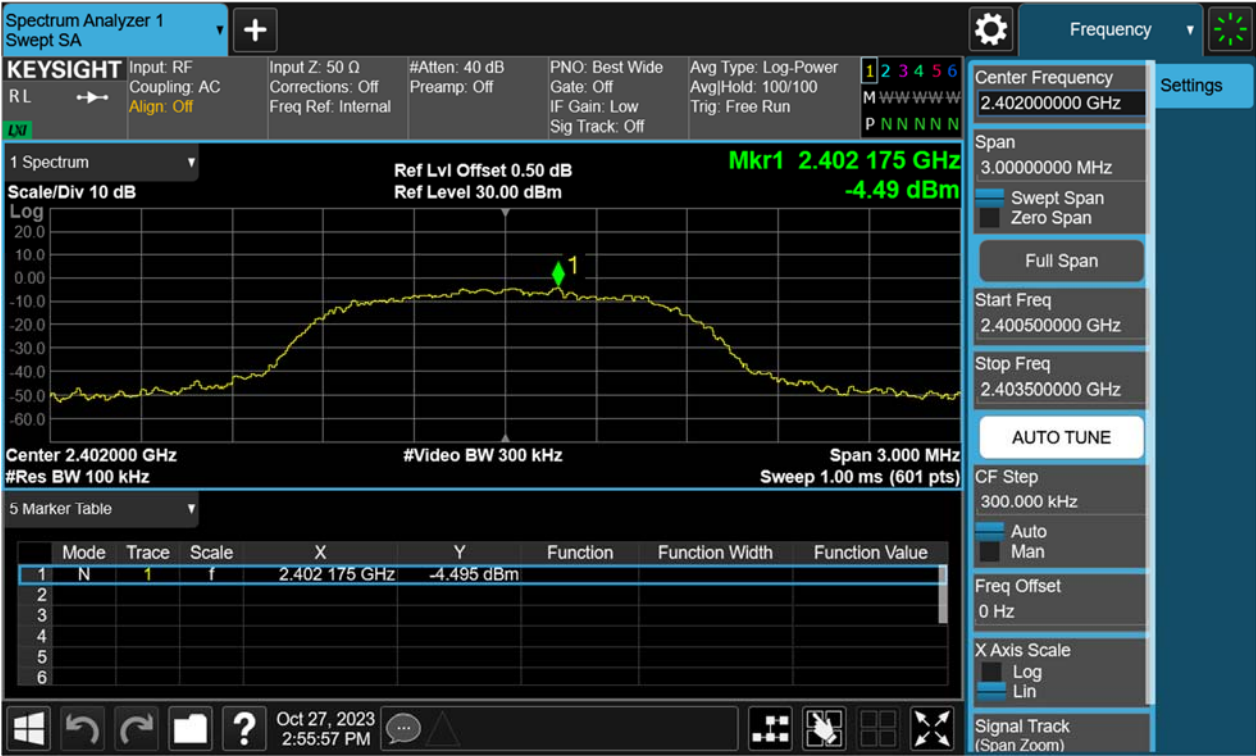 Spectrum Analyzer 1
Swept SA
Frequency
KEYSIGHT
R L
LXI
Input: RF
Coupling: AC
Align: Off
Input Z: 50 Ω
Corrections: Off
Freq Ref: Internal
#Atten: 40 dB
Preamp: Off
PNO: Best Wide
Gate: Off
IF Gain: Low
Sig Track: Off
Avg Type: Log-Power
Avg|Hold: 100/100
Trig: Free Run
1 2 3 4 5 6
M W W W W W
P N N N N N
1 Spectrum
Scale/Div 10 dB
Ref Lvl Offset 0.50 dB
Ref Level 30.00 dBm
Mkr1 2.402 175 GHz
-4.49 dBm
Log
20.0
10.0
0.00
-10.0
-20.0
-30.0
-40.0
-50.0
-60.0
1
Center 2.402000 GHz
#Video BW 300 kHz
Span 3.000 MHz
#Res BW 100 kHz
Sweep 1.00 ms (601 pts)
5 Marker Table
Mode Trace Scale X Y Function Function Width Function Value
1 N 1 f 2.402 175 GHz -4.495 dBm
2
3
4
5
6
Oct 27, 2023
2:55:57 PM
Settings
Center Frequency
2.402000000 GHz
Span
3.00000000 MHz
Swept Span
Zero Span
Full Span
Start Freq
2.400500000 GHz
Stop Freq
2.403500000 GHz
AUTO TUNE
CF Step
300.000 kHz
Auto
Man
Freq Offset
0 Hz
X Axis Scale
Log
Lin
Signal Track
(Span Zoom)